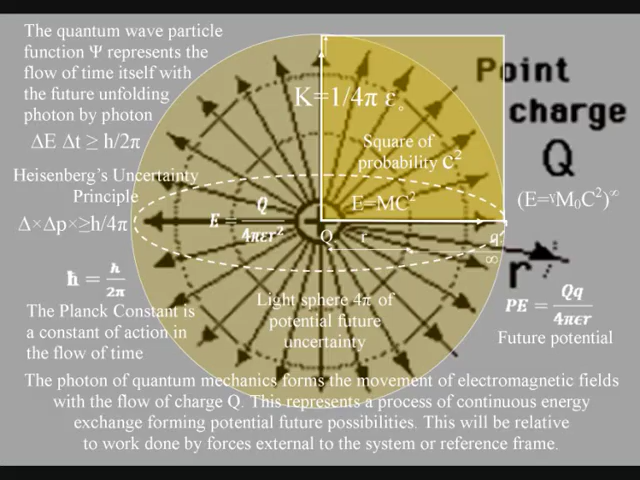 The quantum wave particle
function Ψ represents the
flow of time itself with
the future unfolding
photon by photon
ΔE Δt ≥ h/2π
Heisenberg's Uncertainty
Principle
Δ×Δp×≥h/4π
ħ = h/2π
The Planck Constant is
a constant of action in
the flow of time
K=1/4π ε₀
Square of
probability C²
E=MC²
E = Q/4πεr²
Q r q
∞
Light sphere 4π of
potential future
uncertainty
Point
charge
Q
(E=ᵞM₀C²)∞
r
PE = Qq/4πεr
Future potential
The photon of quantum mechanics forms the movement of electromagnetic fields
with the flow of charge Q. This represents a process of continuous energy
exchange forming potential future possibilities. This will be relative
to work done by forces external to the system or reference frame.